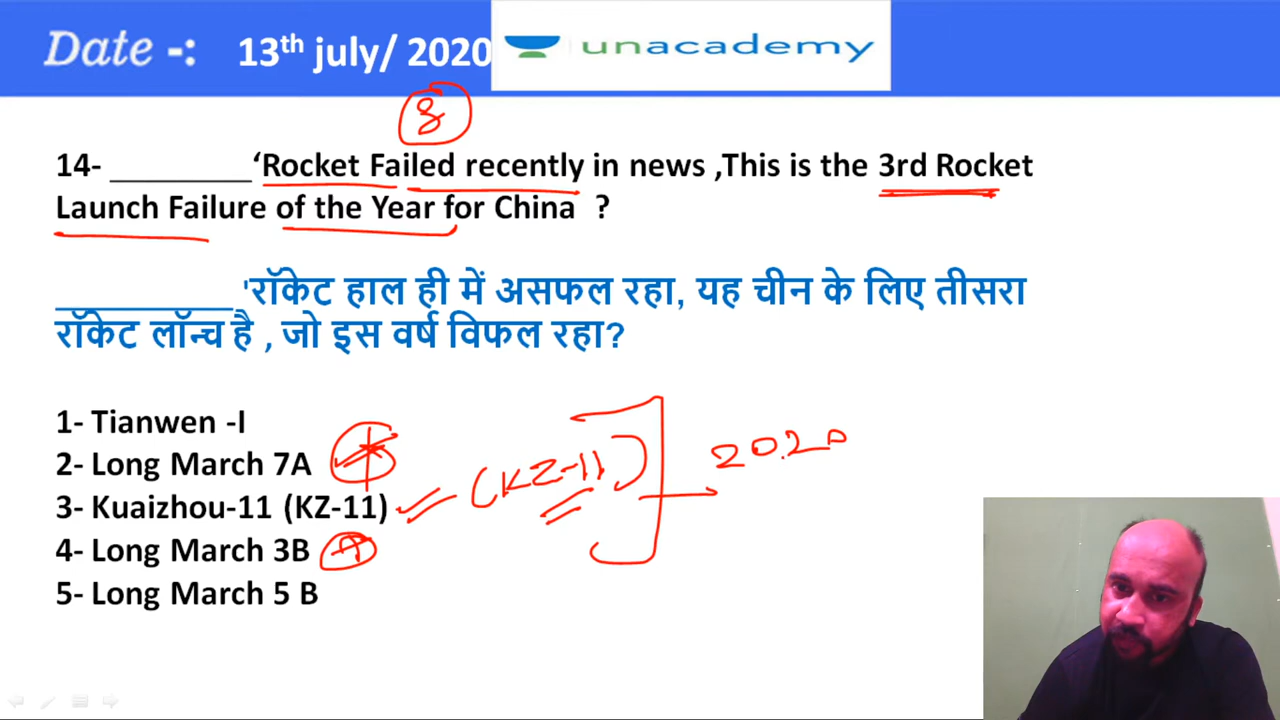 Date -: 13th july/ 2020 unacademy
3
14- ________ ‘Rocket Failed recently in news ,This is the 3rd Rocket
Launch Failure of the Year for China ?
__________ 'रॉकेट हाल ही में असफल रहा, यह चीन के लिए तीसरा
रॉकेट लॉन्च है , जो इस वर्ष विफल रहा?
1- Tianwen -I
2- Long March 7A
3- Kuaizhou-11 (KZ-11) (KZ-11) 2020
4- Long March 3B
5- Long March 5 B